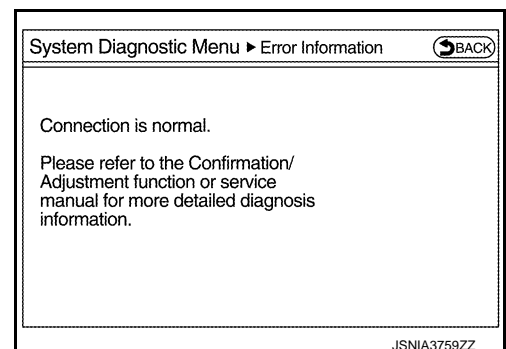 System Diagnostic Menu ▶ Error Information
BACK
Connection is normal.
Please refer to the Confirmation/
Adjustment function or service
manual for more detailed diagnosis
information.
JSNIA3759ZZ